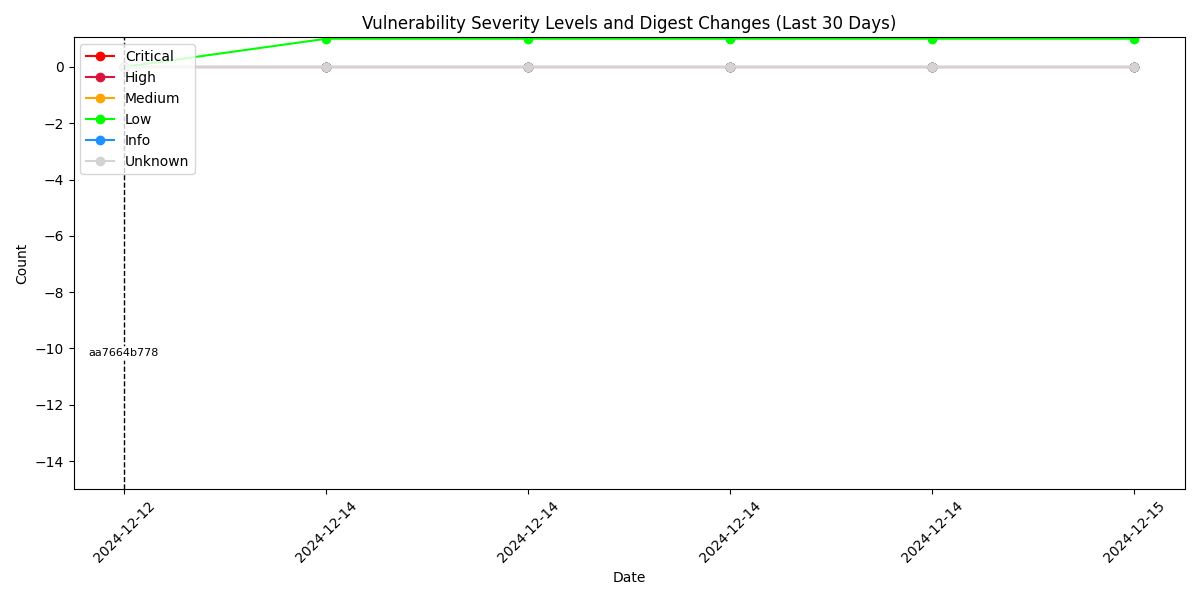 Vulnerability Severity Levels and Digest Changes (Last 30 Days)
Critical
High
Medium
Low
Info
Unknown
0
−2
−4
−6
−8
−10
−12
−14
Count
aa7664b778
2024-12-12
2024-12-14
2024-12-14
2024-12-14
2024-12-14
2024-12-15
Date